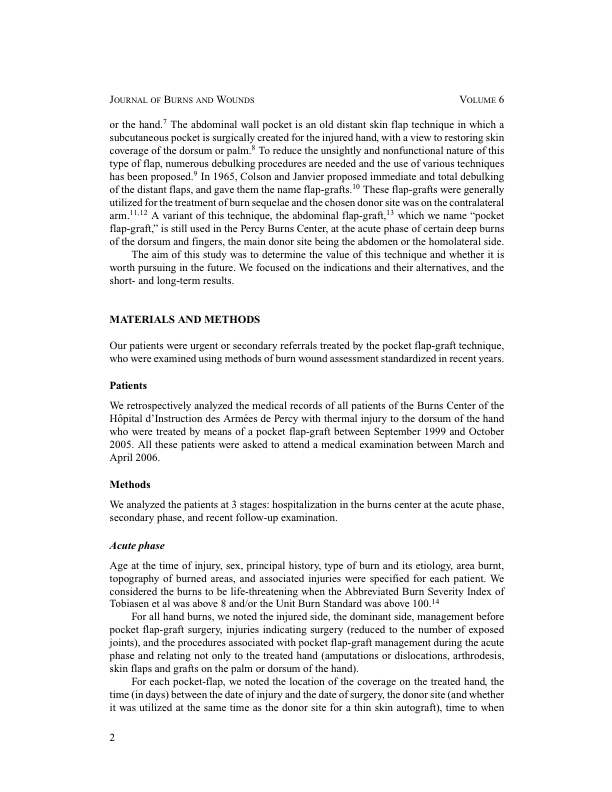 JOURNAL OF BURNS AND WOUNDS VOLUME 6
or the hand.7 The abdominal wall pocket is an old distant skin flap technique in which a
subcutaneous pocket is surgically created for the injured hand, with a view to restoring skin
coverage of the dorsum or palm.8 To reduce the unsightly and nonfunctional nature of this
type of flap, numerous debulking procedures are needed and the use of various techniques
has been proposed.9 In 1965, Colson and Janvier proposed immediate and total debulking
of the distant flaps, and gave them the name flap-grafts.10 These flap-grafts were generally
utilized for the treatment of burn sequelae and the chosen donor site was on the contralateral
arm.11,12 A variant of this technique, the abdominal flap-graft,13 which we name “pocket
flap-graft,” is still used in the Percy Burns Center, at the acute phase of certain deep burns
of the dorsum and fingers, the main donor site being the abdomen or the homolateral side.
The aim of this study was to determine the value of this technique and whether it is
worth pursuing in the future. We focused on the indications and their alternatives, and the
short- and long-term results.
MATERIALS AND METHODS
Our patients were urgent or secondary referrals treated by the pocket flap-graft technique,
who were examined using methods of burn wound assessment standardized in recent years.
Patients
We retrospectively analyzed the medical records of all patients of the Burns Center of the
Hôpital d’Instruction des Armées de Percy with thermal injury to the dorsum of the hand
who were treated by means of a pocket flap-graft between September 1999 and October
2005. All these patients were asked to attend a medical examination between March and
April 2006.
Methods
We analyzed the patients at 3 stages: hospitalization in the burns center at the acute phase,
secondary phase, and recent follow-up examination.
Acute phase
Age at the time of injury, sex, principal history, type of burn and its etiology, area burnt,
topography of burned areas, and associated injuries were specified for each patient. We
considered the burns to be life-threatening when the Abbreviated Burn Severity Index of
Tobiasen et al was above 8 and/or the Unit Burn Standard was above 100.14
For all hand burns, we noted the injured side, the dominant side, management before
pocket flap-graft surgery, injuries indicating surgery (reduced to the number of exposed
joints), and the procedures associated with pocket flap-graft management during the acute
phase and relating not only to the treated hand (amputations or dislocations, arthrodesis,
skin flaps and grafts on the palm or dorsum of the hand).
For each pocket-flap, we noted the location of the coverage on the treated hand, the
time (in days) between the date of injury and the date of surgery, the donor site (and whether
it was utilized at the same time as the donor site for a thin skin autograft), time to when
2